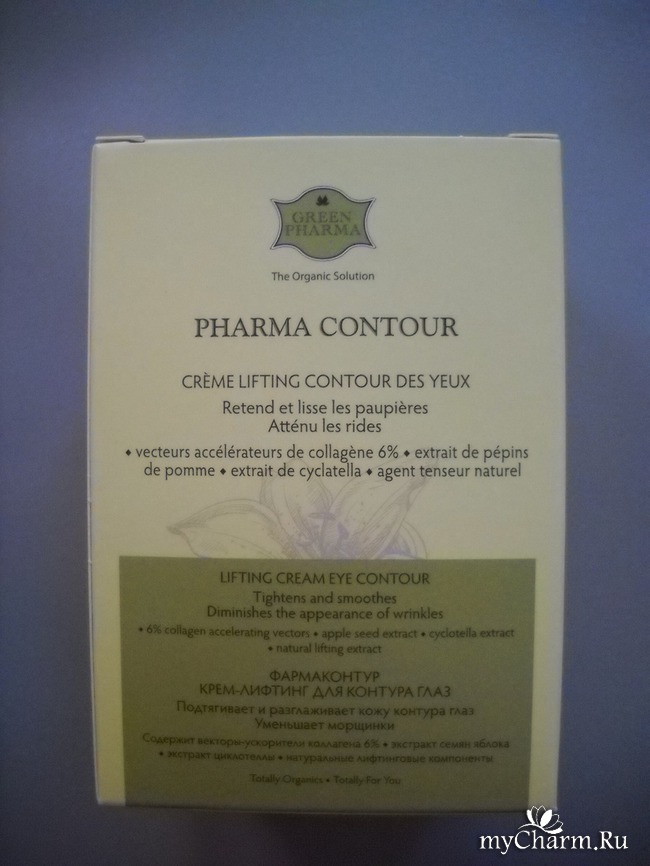 GREEN
PHARMA
The Organic Solution
PHARMA CONTOUR
CRÈME LIFTING CONTOUR DES YEUX
Retend et lisse les paupières
Atténu les rides
♦ vecteurs accélérateurs de collagène 6% ♦ extrait de pépins
de pomme ♦ extrait de cyclatella ♦ agent tenseur naturel
LIFTING CREAM EYE CONTOUR
Tightens and smoothes
Diminishes the appearance of wrinkles
♦ 6% collagen accelerating vectors ♦ apple seed extract ♦ cyclotella extract
♦ natural lifting extract
ФАРМАКОНТУР
КРЕМ-ЛИФТИНГ ДЛЯ КОНТУРА ГЛАЗ
Подтягивает и разглаживает кожу контура глаз
Уменьшает морщинки
Содержит векторы-ускорители коллагена 6% ♦ экстракт семян яблока
♦ экстракт циклотеллы ♦ натуральные лифтинговые компоненты
Totally Organics ♦ Totally For You
myCharm.Ru